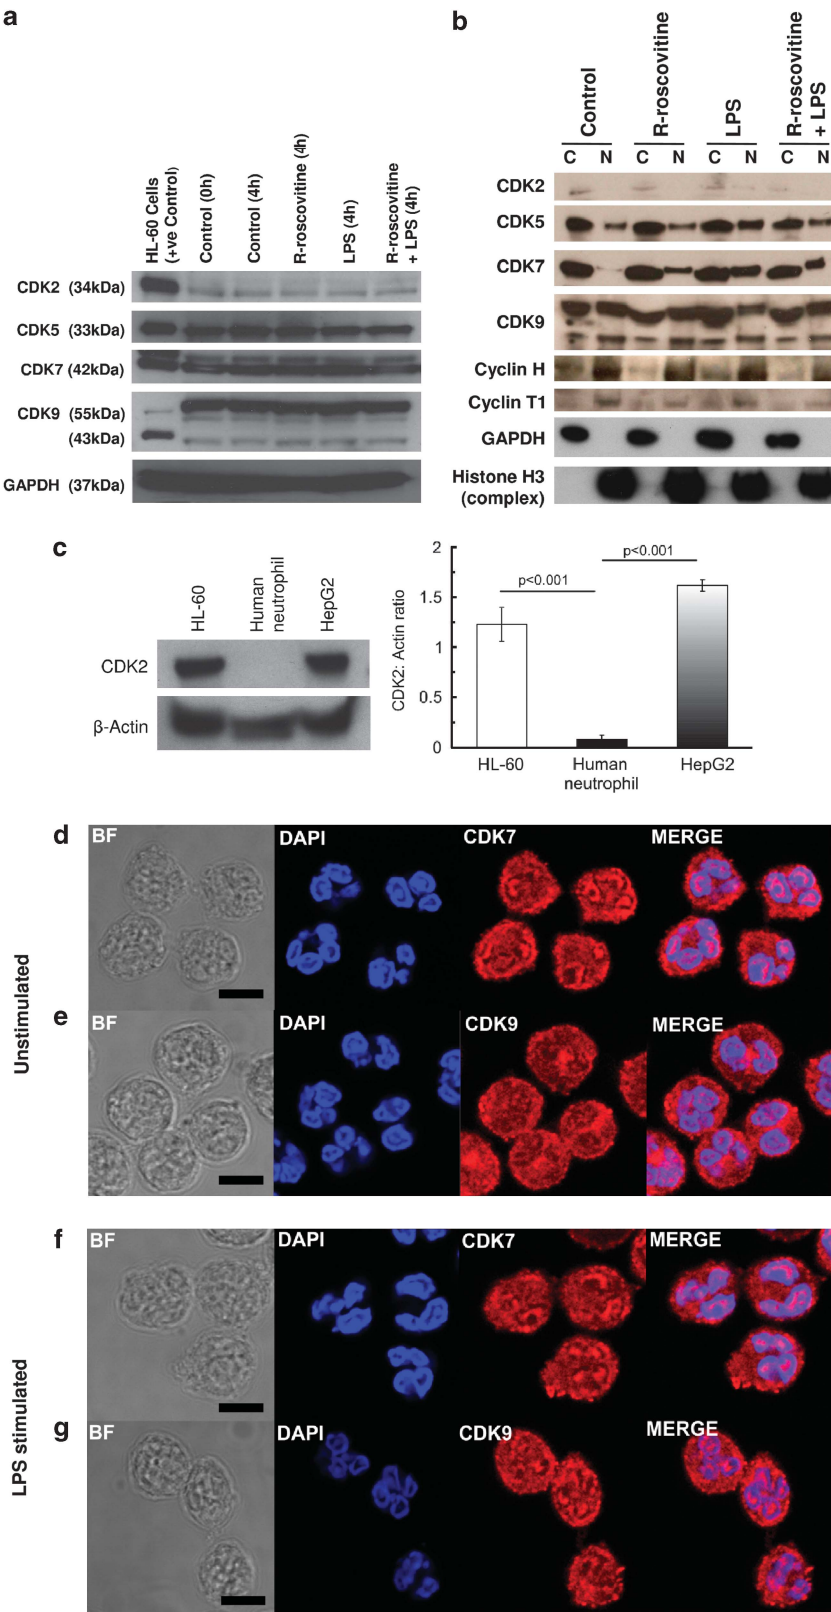 a
HL-60 Cells
(+ve Control)
Control (0h)
Control (4h)
R-roscovitine (4h)
LPS (4h)
R-roscovitine
+ LPS (4h)
CDK2 (34kDa)
CDK5 (33kDa)
CDK7 (42kDa)
CDK9 (55kDa)
(43kDa)
GAPDH (37kDa)
b
Control
R-roscovitine
LPS
R-roscovitine
+ LPS
C N C N C N C N
CDK2
CDK5
CDK7
CDK9
Cyclin H
Cyclin T1
GAPDH
Histone H3
(complex)
c
HL-60
Human
neutrophil
HepG2
CDK2
β-Actin
CDK2: Actin ratio
2
1.5
1
0.5
0
p<0.001
p<0.001
HL-60
Human
neutrophil
HepG2
Unstimulated
d
BF DAPI CDK7 MERGE
e
BF DAPI CDK9 MERGE
LPS stimulated
f
BF DAPI CDK7 MERGE
g
BF DAPI CDK9 MERGE